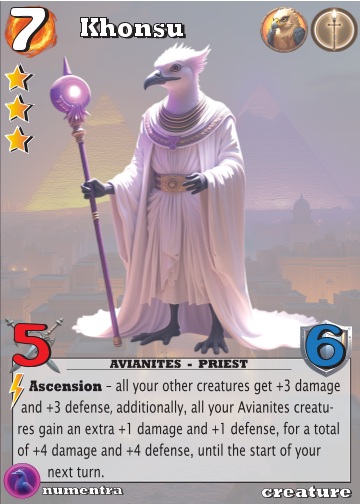 7 Khonsu
5
6
AVIANITES - PRIEST
Ascension - all your other creatures get +3 damage
and +3 defense, additionally, all your Avianites creatu-
res gain an extra +1 damage and +1 defense, for a total
of +4 damage and +4 defense, until the start of your
next turn.
numentra creature